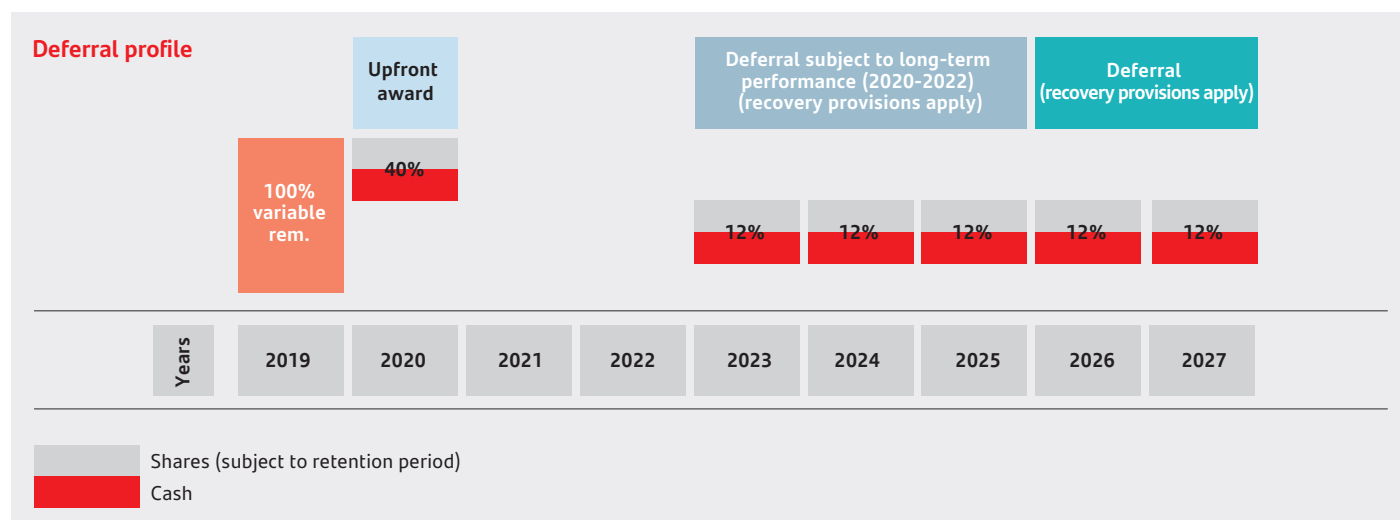 Deferral profile
Upfront
award
Deferral subject to long-term
performance (2020-2022)
(recovery provisions apply)
Deferral
(recovery provisions apply)
100%
variable
rem.
40%
12%
12%
12%
12%
12%
Years
2019
2020
2021
2022
2023
2024
2025
2026
2027
Shares (subject to retention period)
Cash